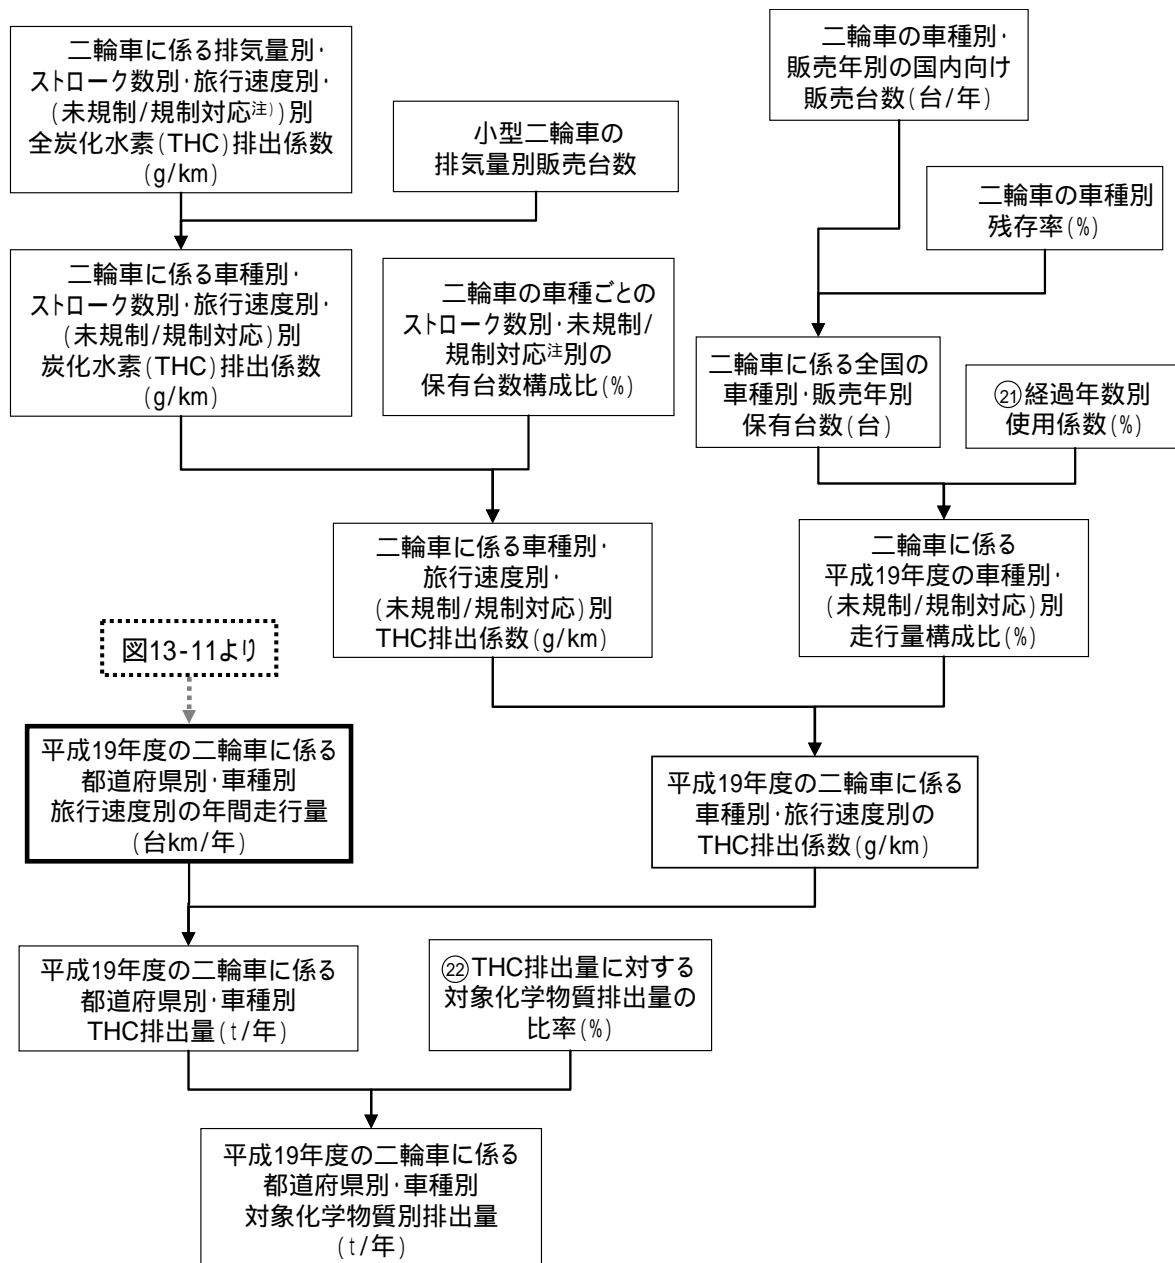 二輪車に係る排気量別･
ストローク数別･旅行速度別･
(未規制/規制対応注))別
全炭化水素(THC)排出係数
(g/km)
小型二輪車の
排気量別販売台数
二輪車の車種別･
販売年別の国内向け
販売台数(台/年)
二輪車の車種別
残存率(%)
二輪車に係る車種別･
ストローク数別･旅行速度別･
(未規制/規制対応)別
炭化水素(THC)排出係数
(g/km)
二輪車の車種ごとの
ストローク数別･未規制/
規制対応注別の
保有台数構成比(%)
二輪車に係る全国の
車種別･販売年別
保有台数(台)
㉑経過年数別
使用係数(%)
二輪車に係る車種別･
旅行速度別･
(未規制/規制対応)別
THC排出係数(g/km)
二輪車に係る
平成19年度の車種別･
(未規制/規制対応)別
走行量構成比(%)
図13-11より
平成19年度の二輪車に係る
都道府県別･車種別
旅行速度別の年間走行量
(台km/年)
平成19年度の二輪車に係る
車種別･旅行速度別の
THC排出係数(g/km)
平成19年度の二輪車に係る
都道府県別･車種別
THC排出量(t/年)
㉒THC排出量に対する
対象化学物質排出量の
比率(%)
平成19年度の二輪車に係る
都道府県別･車種別
対象化学物質別排出量
(t/年)